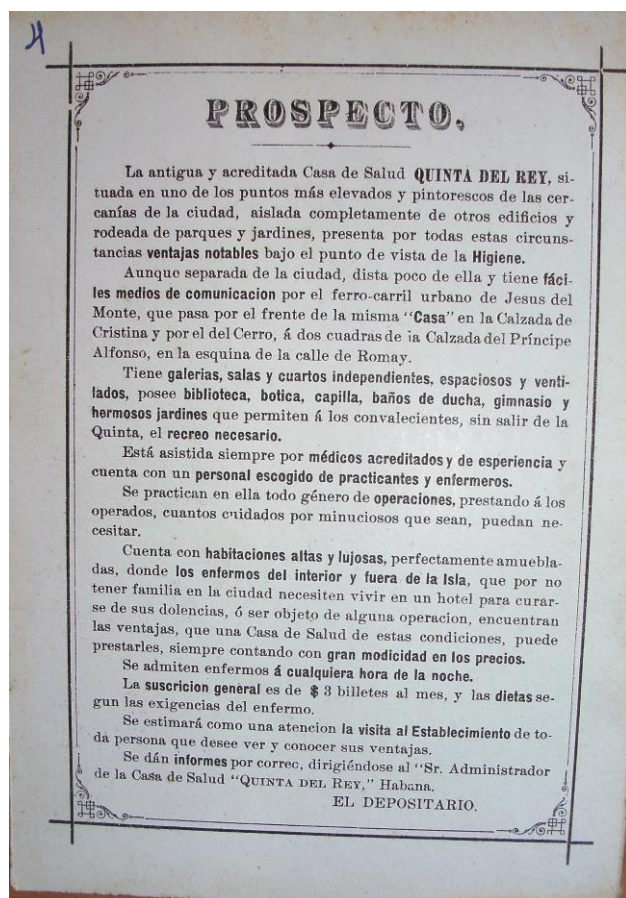 4
PROSPECTO,
La antigua y acreditada Casa de Salud QUINTA DEL REY, si-
tuada en uno de los puntos más elevados y pintorescos de las cer-
canías de la ciudad, aislada completamente de otros edificios y
rodeada de parques y jardines, presenta por todas estas circuns-
tancias ventajas notables bajo el punto de vista de la Higiene.
Aunque separada de la ciudad, dista poco de ella y tiene fáci-
les medios de comunicacion por el ferro-carril urbano de Jesus del
Monte, que pasa por el frente de la misma "Casa" en la Calzada de
Cristina y por el del Cerro, á dos cuadras de la Calzada del Príncipe
Alfonso, en la esquina de la calle de Romay.
Tiene galerías, salas y cuartos independientes, espaciosos y venti-
lados, posee biblioteca, botica, capilla, baños de ducha, gimnasio y
hermosos jardines que permiten á los convalecientes, sin salir de la
Quinta, el recreo necesario.
Está asistida siempre por médicos acreditados y de esperiencia y
cuenta con un personal escogido de practicantes y enfermeros.
Se practican en ella todo género de operaciones, prestando á los
operados, cuantos cuidados por minuciosos que sean, puedan ne-
cesitar.
Cuenta con habitaciones altas y lujosas, perfectamente amuebla-
das, donde los enfermos del interior y fuera de la Isla, que por no
tener familia en la ciudad necesiten vivir en un hotel para curar-
se de sus dolencias, ó ser objeto de alguna operacion, encuentran
las ventajas, que una Casa de Salud de estas condiciones, puede
prestarles, siempre contando con gran modicidad en los precios.
Se admiten enfermos á cualquiera hora de la noche.
La suscricion general es de $ 3 billetes al mes, y las dietas se-
gun las exigencias del enfermo.
Se estimará como una atencion la visita al Establecimiento de to-
da persona que desee ver y conocer sus ventajas.
Se dán informes por correo, dirigiéndose al "Sr. Administrador
de la Casa de Salud "QUINTA DEL REY," Habana.
EL DEPOSITARIO.